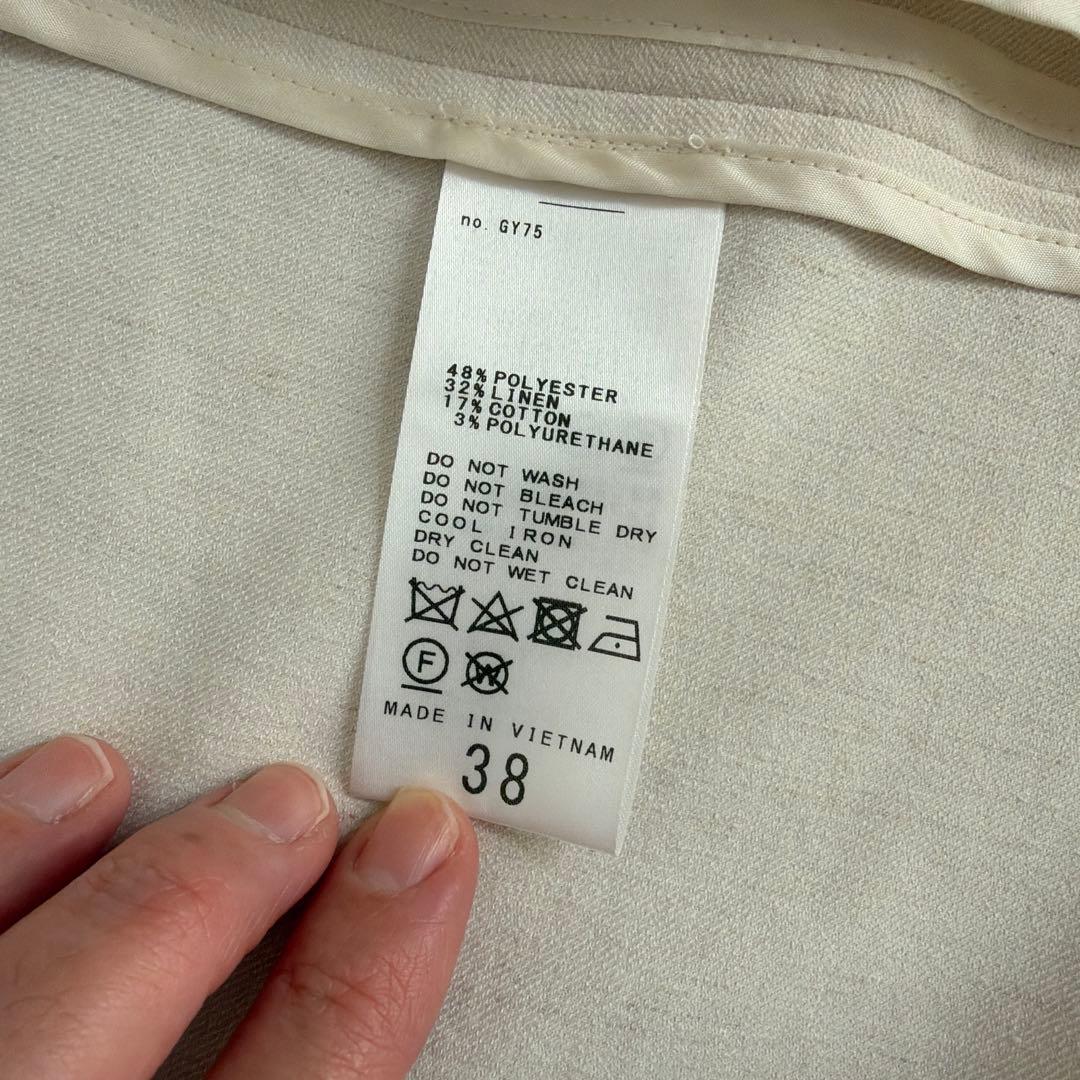 no. GY75
48% POLYESTER
32% LINEN
17% COTTON
3% POLYURETHANE
DO NOT WASH
DO NOT BLEACH
DO NOT TUMBLE DRY
COOL IRON
DRY CLEAN
DO NOT WET CLEAN
F W
MADE IN VIETNAM
38